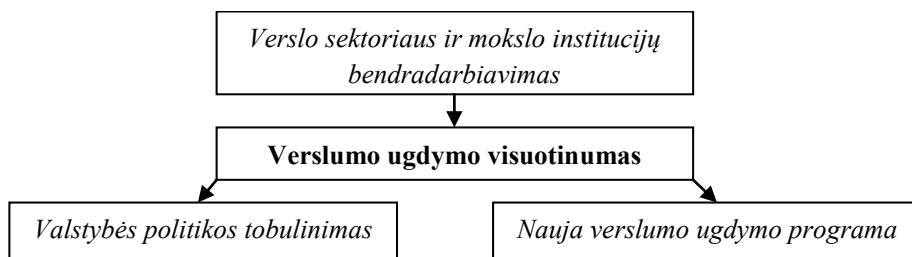 Verslo sektoriaus ir mokslo institucijų
bendradarbiavimas
Verslumo ugdymo visuotinumas
Valstybės politikos tobulinimas
Nauja verslumo ugdymo programa